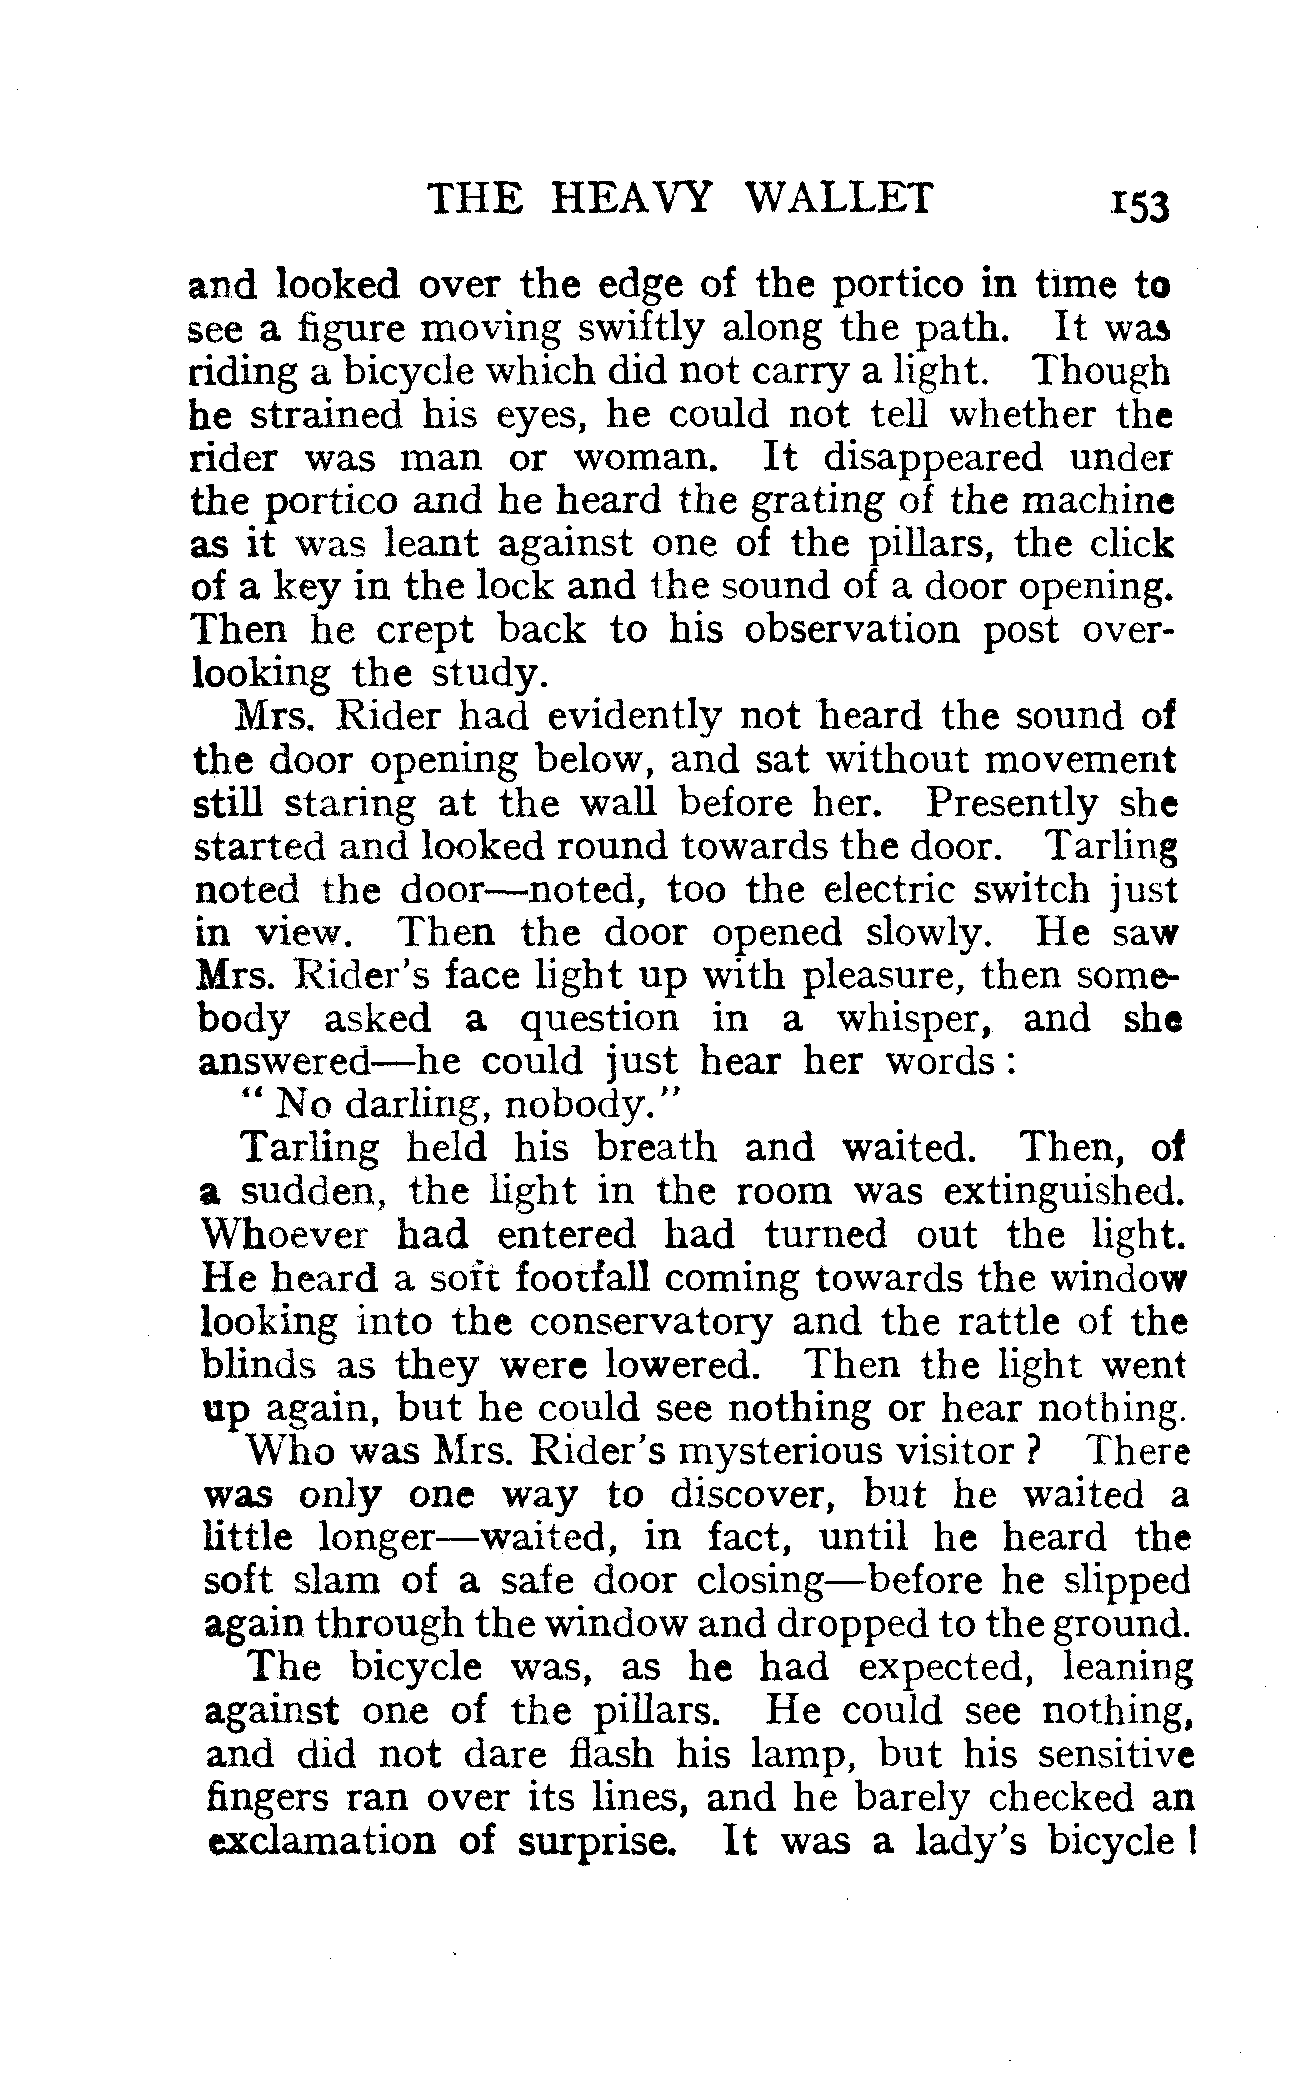 THE HEAVY WALLET 153
and looked over the edge of the portico in time to
see a figure moving swiftly along the path. It was
riding a bicycle which did not carry a light. Though
he strained his eyes, he could not tell whether the
rider was man or woman. It disappeared under
the portico and he heard the grating of the machine
as it was leant against one of the pillars, the click
of a key in the lock and the sound of a door opening.
Then he crept back to his observation post over-
looking the study.
Mrs. Rider had evidently not heard the sound of
the door opening below, and sat without movement
still staring at the wall before her. Presently she
started and looked round towards the door. Tarling
noted the door—noted, too the electric switch just
in view. Then the door opened slowly. He saw
Mrs. Rider's face light up with pleasure, then some-
body asked a question in a whisper, and she
answered—he could just hear her words :
“ No darling, nobody.”
Tarling held his breath and waited. Then, of
a sudden, the light in the room was extinguished.
Whoever had entered had turned out the light.
He heard a soft footfall coming towards the window
looking into the conservatory and the rattle of the
blinds as they were lowered. Then the light went
up again, but he could see nothing or hear nothing.
Who was Mrs. Rider's mysterious visitor ? There
was only one way to discover, but he waited a
little longer—waited, in fact, until he heard the
soft slam of a safe door closing—before he slipped
again through the window and dropped to the ground.
The bicycle was, as he had expected, leaning
against one of the pillars. He could see nothing,
and did not dare flash his lamp, but his sensitive
fingers ran over its lines, and he barely checked an
exclamation of surprise. It was a lady's bicycle !